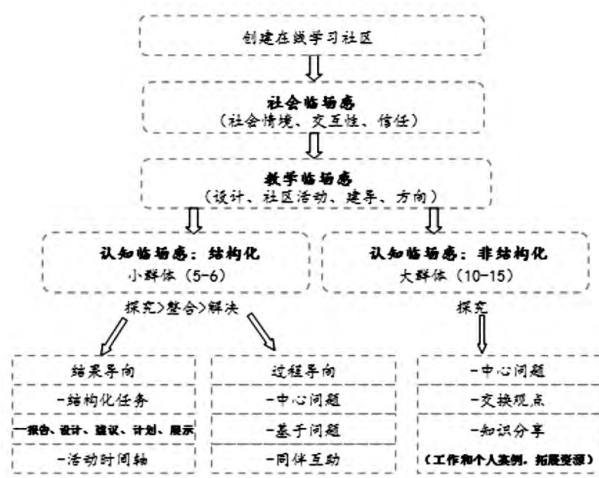 创建在线学习社区
社会临场感
(社会情境、交互性、信任)
教学临场感
(设计、社区活动、建导、方向)
认知临场感：结构化
小群体（5-6）
认知临场感：非结构化
大群体（10-15）
探究>整合>解决
探究
结果导向
-结构化任务
一报告、设计、建议、计划、展示
-活动时间轴
过程导向
-中心问题
-基于问题
-同伴互助
-中心问题
-交换观点
-知识分享
（工作和个人案例，拓展资源）